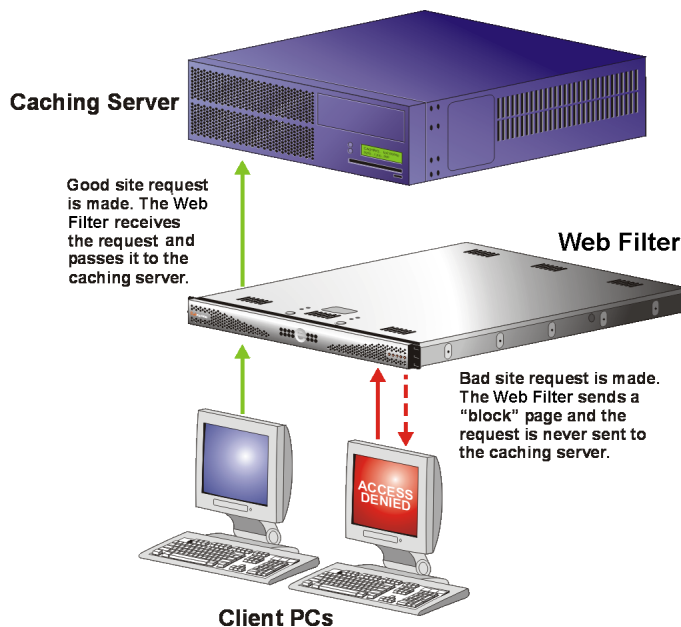 Caching Server
Good site request
is made. The Web
Filter receives
the request and
passes it to the
caching server.
Web Filter
Bad site request is made.
The Web Filter sends a
“block” page and the
request is never sent to
the caching server.
ACCESS
DENIED
Client PCs